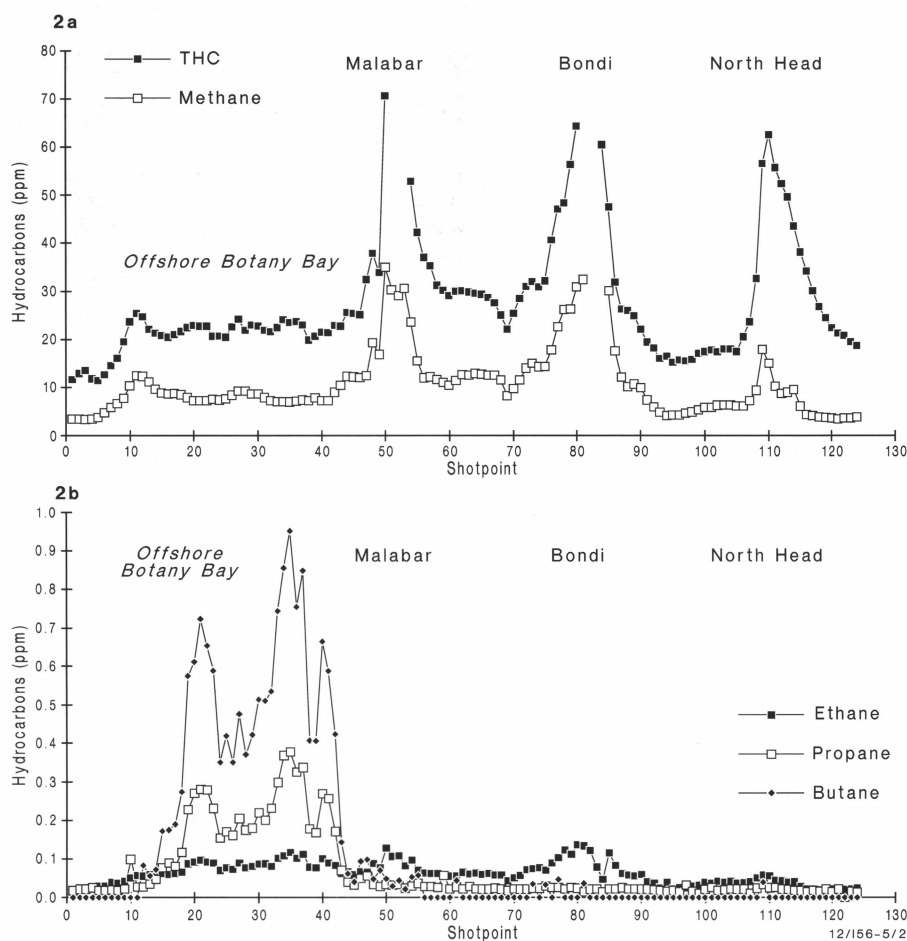 2a
80
THC
Malabar
Bondi
North Head
70
Methane
60
50
Hydrocarbons (ppm)
40
Offshore Botany Bay
30
20
10
0
0 10 20 30 40 50 60 70 80 90 100 110 120 130
Shotpoint
2b
1.0
Offshore
Botany Bay
Malabar
Bondi
North Head
0.9
0.8
0.7
0.6
Hydrocarbons (ppm)
0.5
Ethane
0.4
Propane
0.3
Butane
0.2
0.1
0.0
0 10 20 30 40 50 60 70 80 90 100 110 120 130
Shotpoint
12/156-5/2